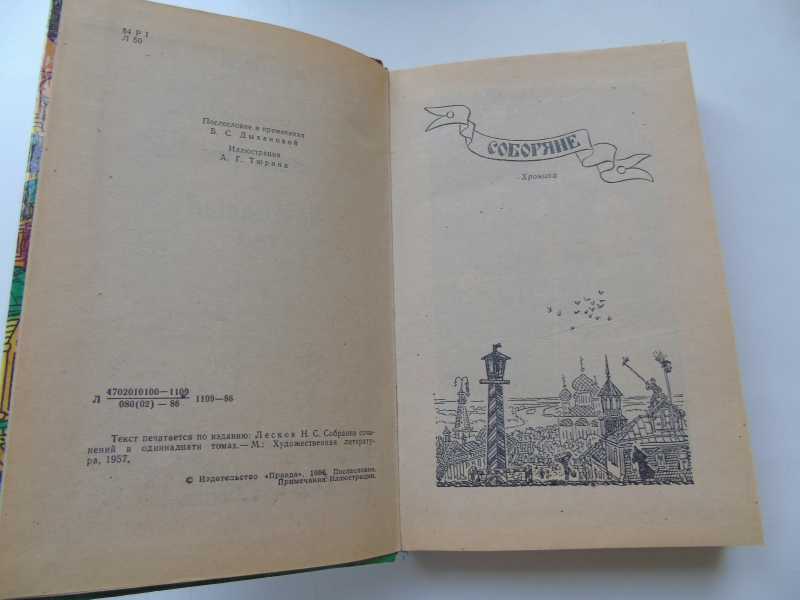 84 Р 1
Л 50
Послесловие и примечания
Б. С. Дыхановой
Иллюстрации
А. Г. Тюрина
Л 4702010100—1109
080(02) — 86 1109—86
Текст печатается по изданию: Лесков Н. С. Собрание сочи-
нений в одиннадцати томах.— М.: Художественная литерату-
ра, 1957.
© Издательство «Правда», 1986. Послесловие.
Примечания Иллюстрации.
СОБОРЯНЕ
Хроника